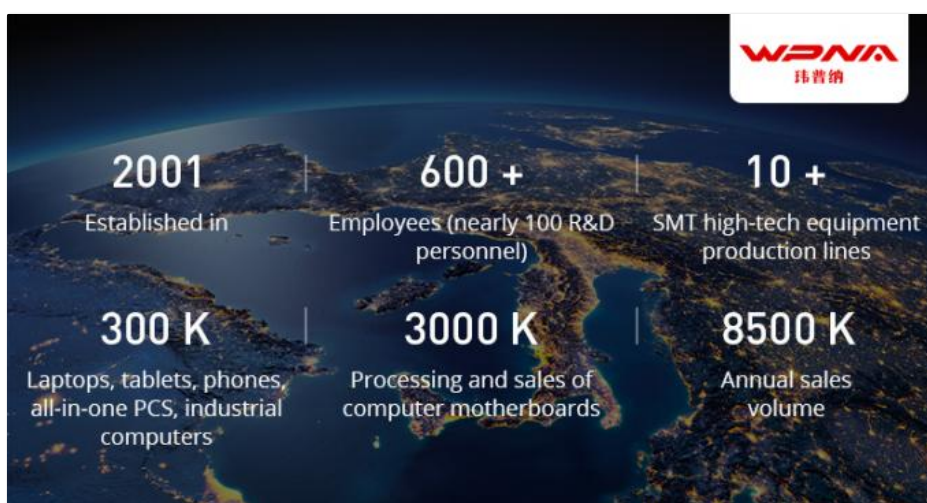 WPNA
玮普纳
2001
Established in
600 +
Employees (nearly 100 R&D
personnel)
10 +
SMT high-tech equipment
production lines
300 K
Laptops, tablets, phones,
all-in-one PCS, industrial
computers
3000 K
Processing and sales of
computer motherboards
8500 K
Annual sales
volume